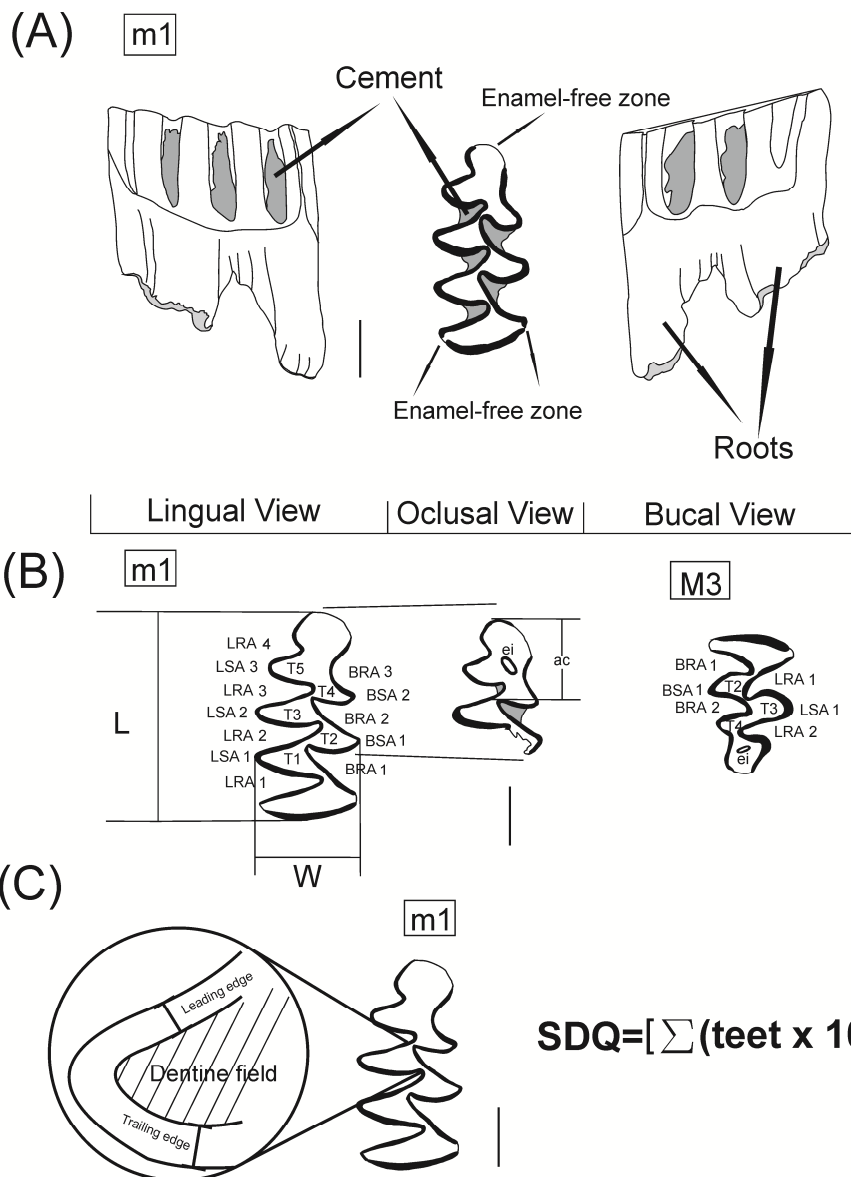 (A)
m1
Cement
Enamel-free zone
Enamel-free zone
Roots
Lingual View
Oclusal View
Bucal View
(B)
m1
M3
L
W
LRA 4
LSA 3
LRA 3
LSA 2
LRA 2
LSA 1
LRA 1
T5
T4
T3
T2
T1
BRA 3
BSA 2
BRA 2
BSA 1
BRA 1
ei
ac
BRA 1
BSA 1
BRA 2
T2
T3
T4
ei
LRA 1
LSA 1
LRA 2
(C)
m1
Leading edge
Dentine field
Trailing edge
SDQ=[∑(teet x 10